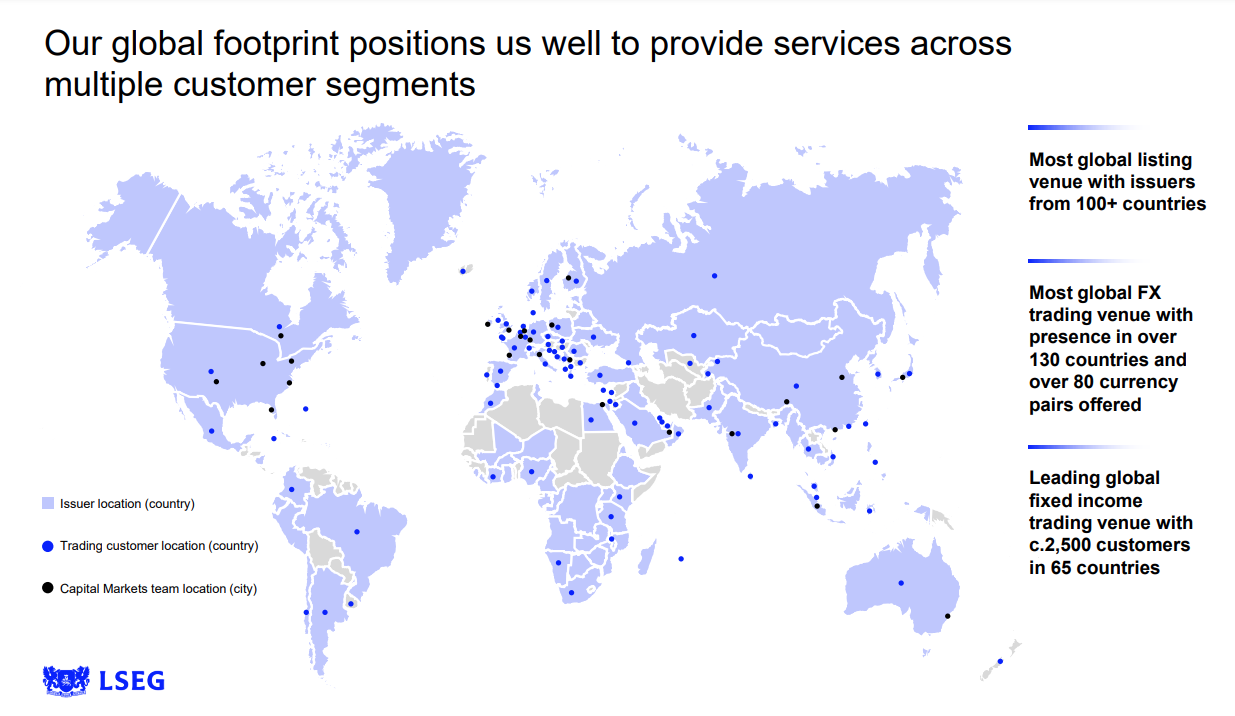 Our global footprint positions us well to provide services across
multiple customer segments
Most global listing
venue with issuers
from 100+ countries
Most global FX
trading venue with
presence in over
130 countries and
over 80 currency
pairs offered
Leading global
fixed income
trading venue with
c.2,500 customers
in 65 countries
Issuer location (country)
Trading customer location (country)
Capital Markets team location (city)
LSEG